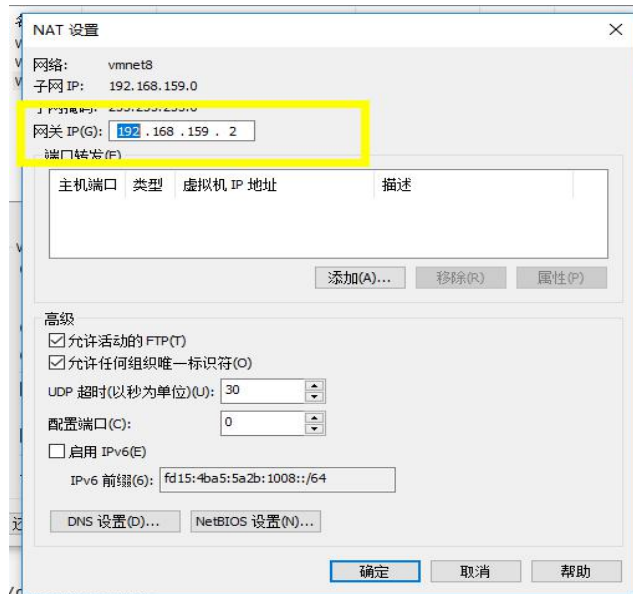 NAT 设置
网络: vmnet8
子网 IP: 192.168.159.0
网关 IP(G): 192 .168 .159 . 2
端口转发(F)
主机端口 类型 虚拟机 IP 地址 描述
添加(A)... 移除(R) 属性(P)
高级
允许活动的 FTP(T)
允许任何组织唯一标识符(O)
UDP 超时(以秒为单位)(U): 30
配置端口(C): 0
启用 IPv6(E)
IPv6 前缀(6): fd15:4ba5:5a2b:1008::/64
DNS 设置(D)... NetBIOS 设置(N)...
确定 取消 帮助